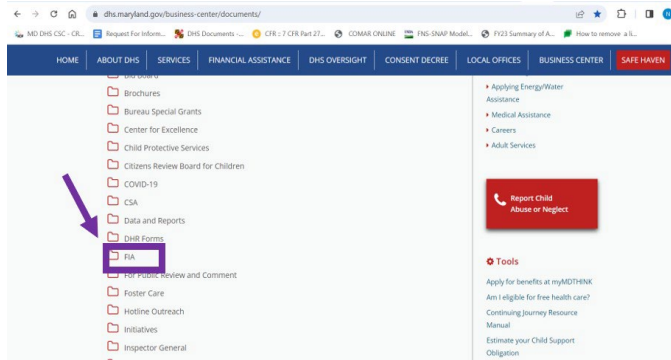 dhs.maryland.gov/business-center/documents/
MD DHS CSC - CR...
Request For Inform...
DHS Documents -...
CFR : 7 CFR Part 27...
COMAR ONLINE
FNS-SNAP Model...
FY23 Summary of A...
How to remove a li...
HOME
ABOUT DHS
SERVICES
FINANCIAL ASSISTANCE
DHS OVERSIGHT
CONSENT DECREE
LOCAL OFFICES
BUSINESS CENTER
SAFE HAVEN
Bid Board
Brochures
Bureau Special Grants
Center for Excellence
Child Protective Services
Citizens Review Board for Children
COVID-19
CSA
Data and Reports
DHR Forms
FIA
For Public Review and Comment
Foster Care
Hotline Outreach
Initiatives
Inspector General
Applying Energy/Water
Assistance
Medical Assistance
Careers
Adult Services
Report Child
Abuse or Neglect
Tools
Apply for benefits at myMDTHINK
Am I eligible for free health care?
Continuing Journey Resource
Manual
Estimate your Child Support
Obligation